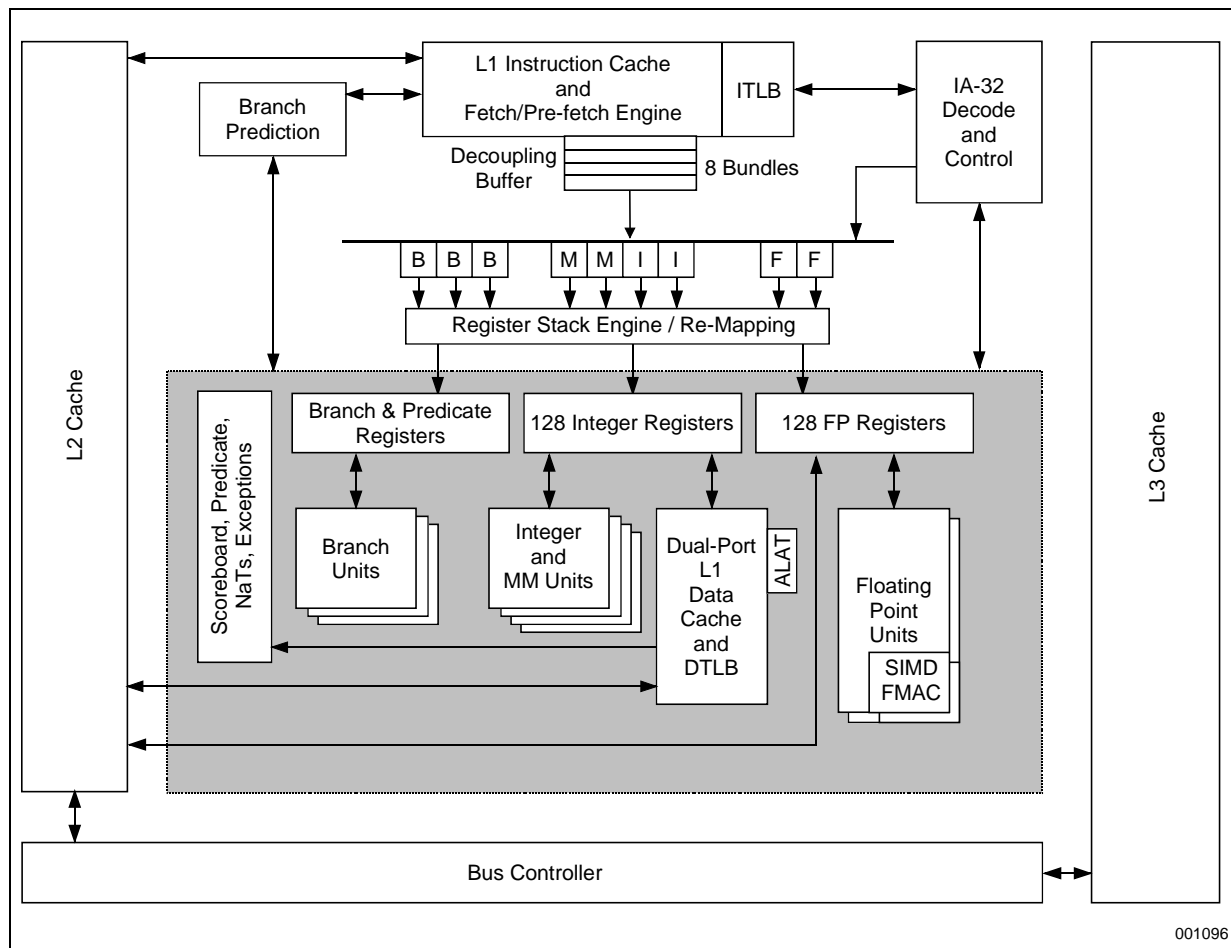 L1 Instruction Cache
and
Fetch/Pre-fetch Engine
ITLB
IA-32
Decode
and
Control
Branch
Prediction
Decoupling
Buffer
8 Bundles
B B B M M I I F F
Register Stack Engine / Re-Mapping
L2 Cache
L3 Cache
Scoreboard, Predicate,
NaTs, Exceptions
Branch & Predicate
Registers
128 Integer Registers
128 FP Registers
Branch
Units
Integer
and
MM Units
Dual-Port
L1
Data
Cache
and
DTLB
ALAT
Floating
Point
Units
SIMD
FMAC
Bus Controller
001096